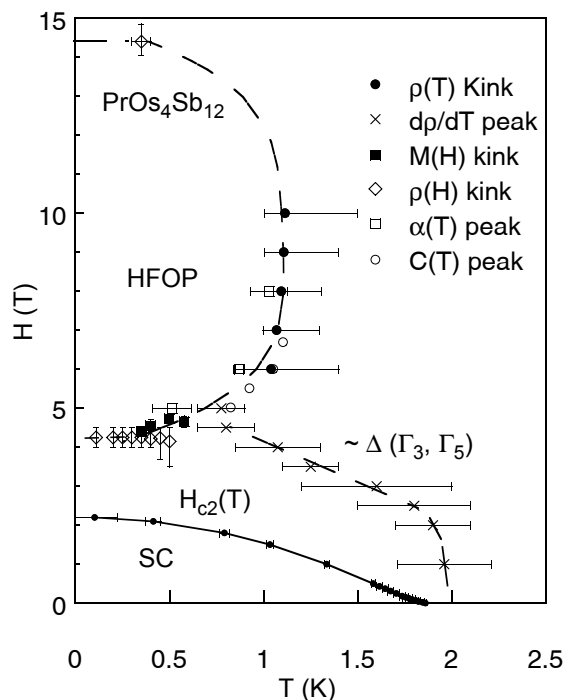 15
ρ(T) Kink
PrOs₄Sb₁₂
dρ/dT peak
M(H) kink
ρ(H) kink
10
α(T) peak
C(T) peak
HFOP
H (T)
5
~ Δ (Γ₃, Γ₅)
H_c2(T)
SC
0
0 0.5 1 1.5 2 2.5
T (K)